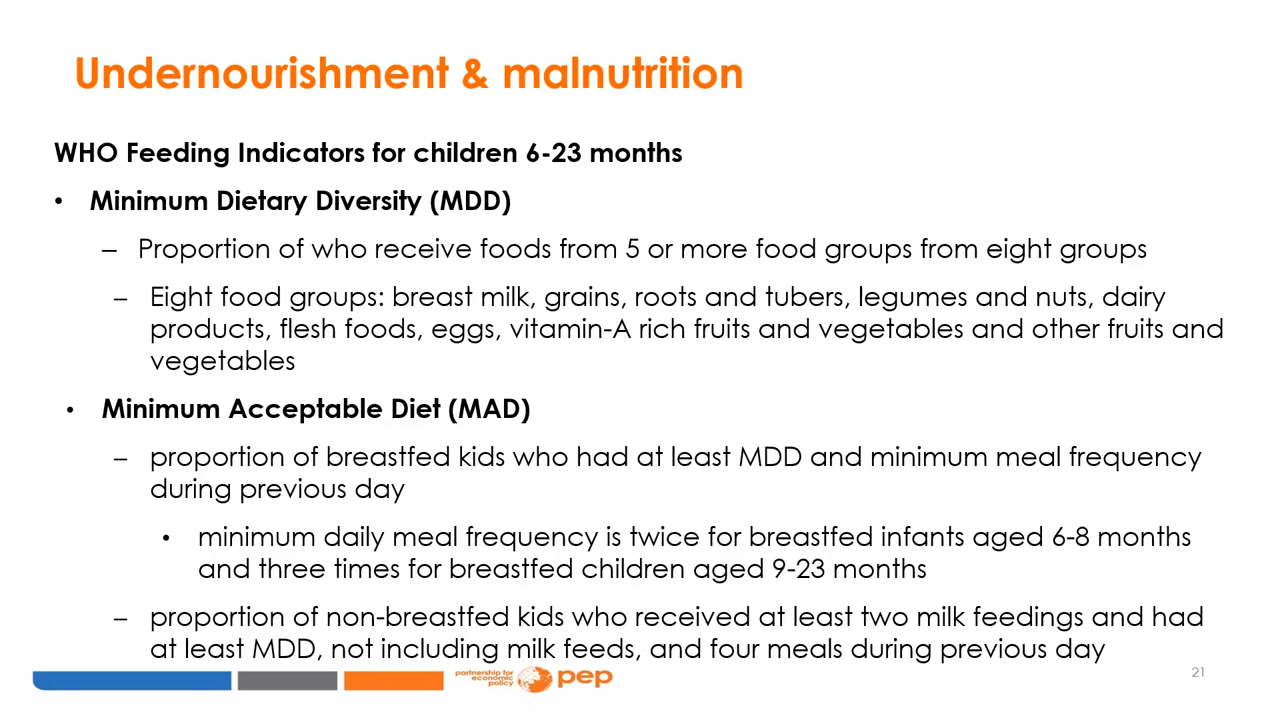 Undernourishment & malnutrition
WHO Feeding Indicators for children 6-23 months
• Minimum Dietary Diversity (MDD)
– Proportion of who receive foods from 5 or more food groups from eight groups
– Eight food groups: breast milk, grains, roots and tubers, legumes and nuts, dairy
products, flesh foods, eggs, vitamin-A rich fruits and vegetables and other fruits and
vegetables
• Minimum Acceptable Diet (MAD)
– proportion of breastfed kids who had at least MDD and minimum meal frequency
during previous day
• minimum daily meal frequency is twice for breastfed infants aged 6-8 months
and three times for breastfed children aged 9-23 months
– proportion of non-breastfed kids who received at least two milk feedings and had
at least MDD, not including milk feeds, and four meals during previous day
partnership for
economic
policy
pep
21